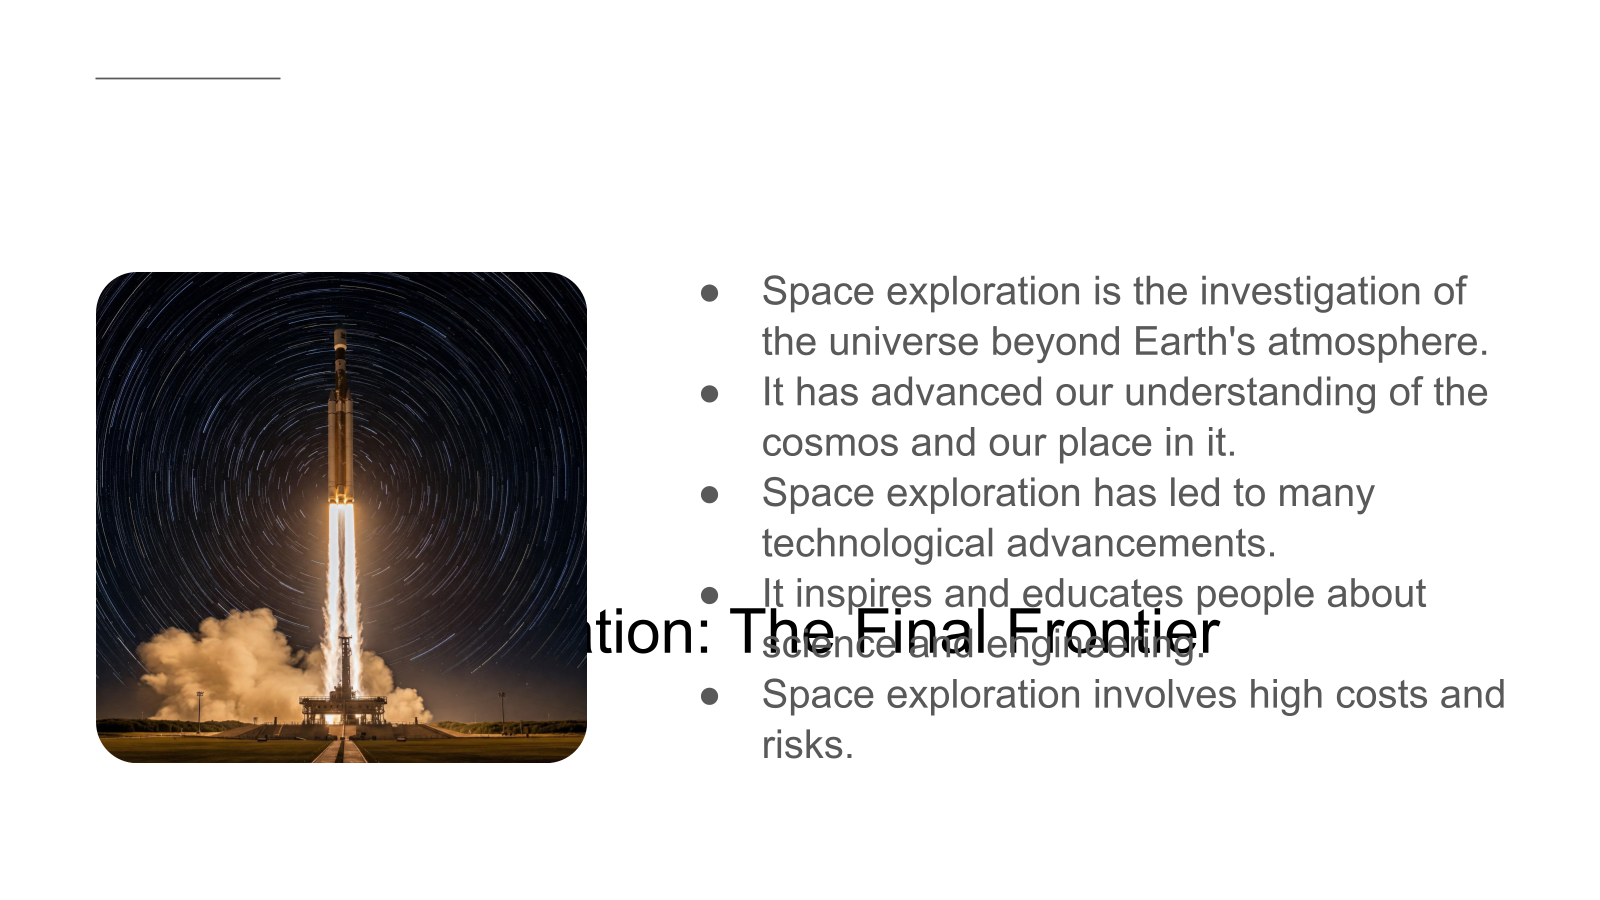 ● Space exploration is the investigation of
the universe beyond Earth's atmosphere.
● It has advanced our understanding of the
cosmos and our place in it.
● Space exploration has led to many
technological advancements.
● It inspires and educates people about
science and engineering.
● Space exploration involves high costs and
risks.
ation: The Final Frontier